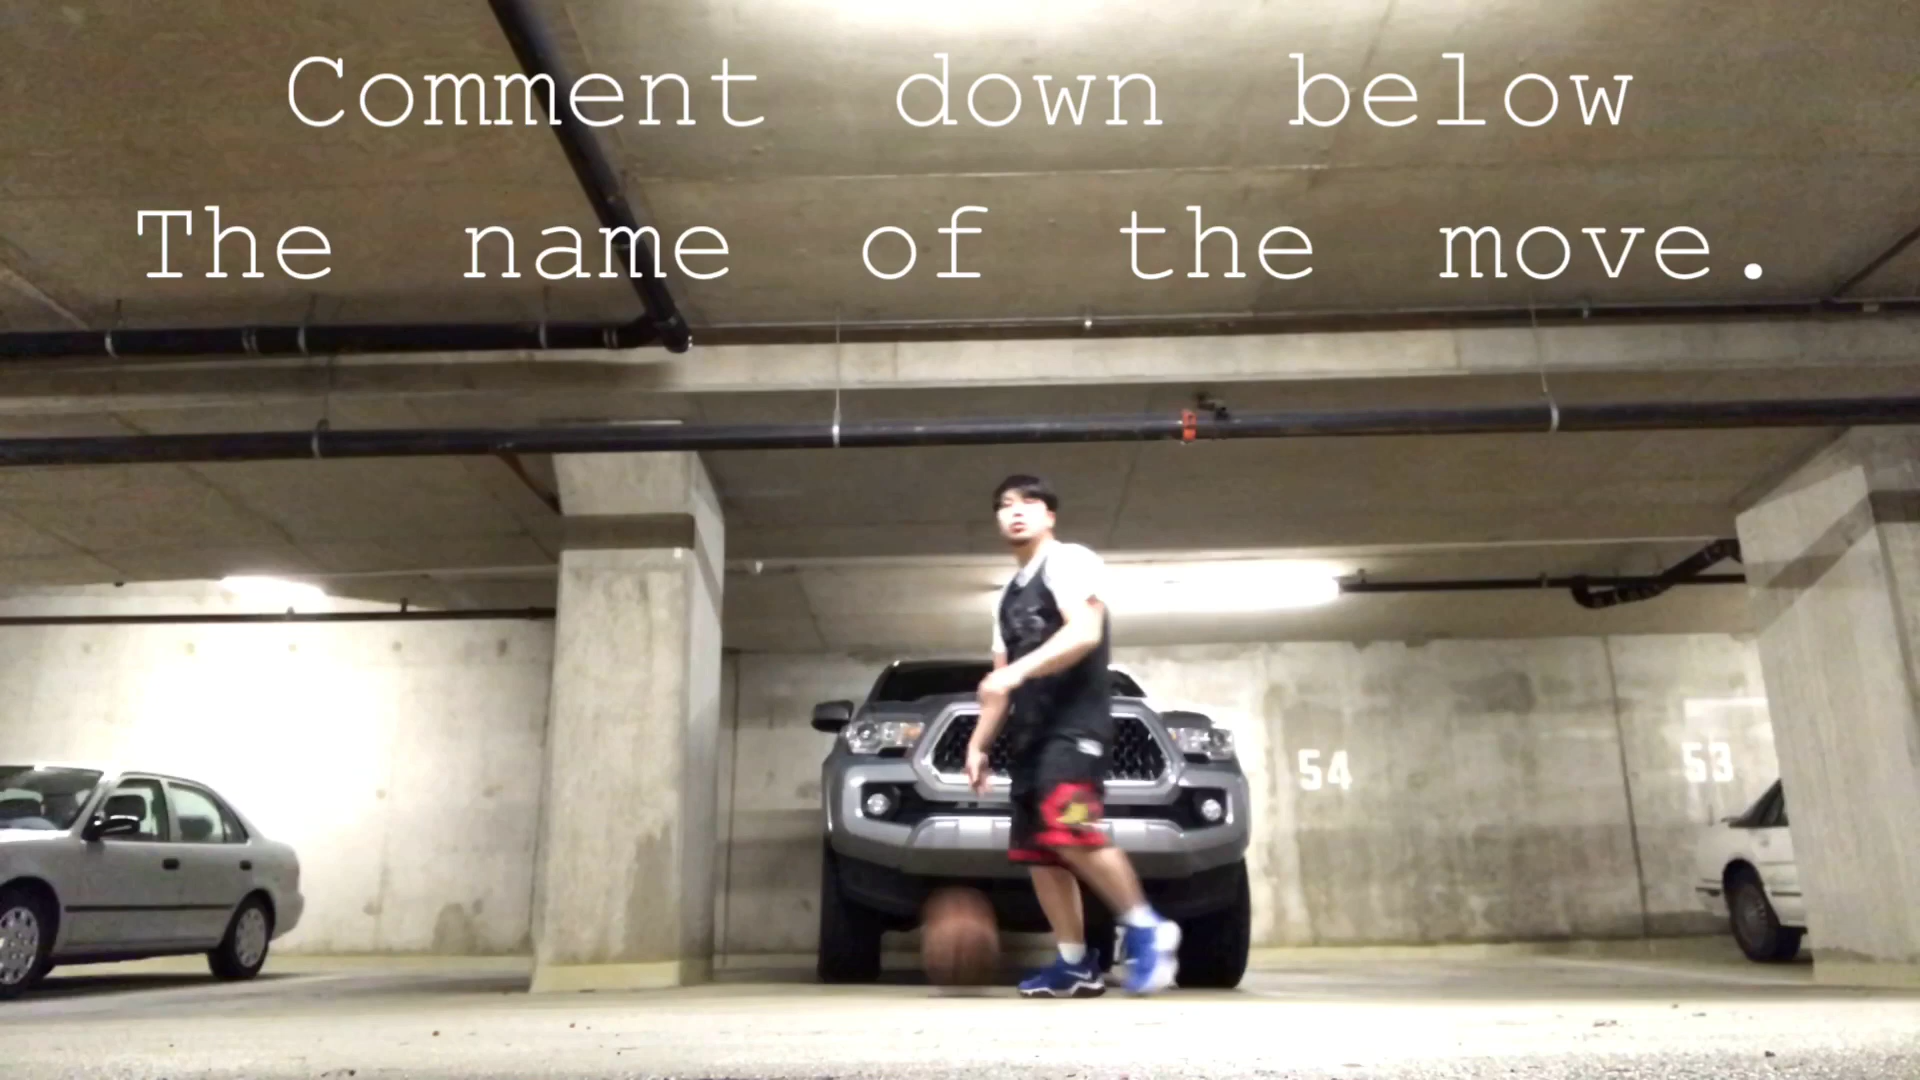 Comment down below
The name of the move.
54
53